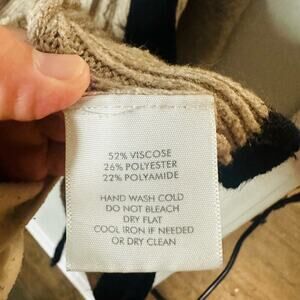 52% VISCOSE
26% POLYESTER
22% POLYAMIDE
HAND WASH COLD
DO NOT BLEACH
DRY FLAT
COOL IRON IF NEEDED
OR DRY CLEAN